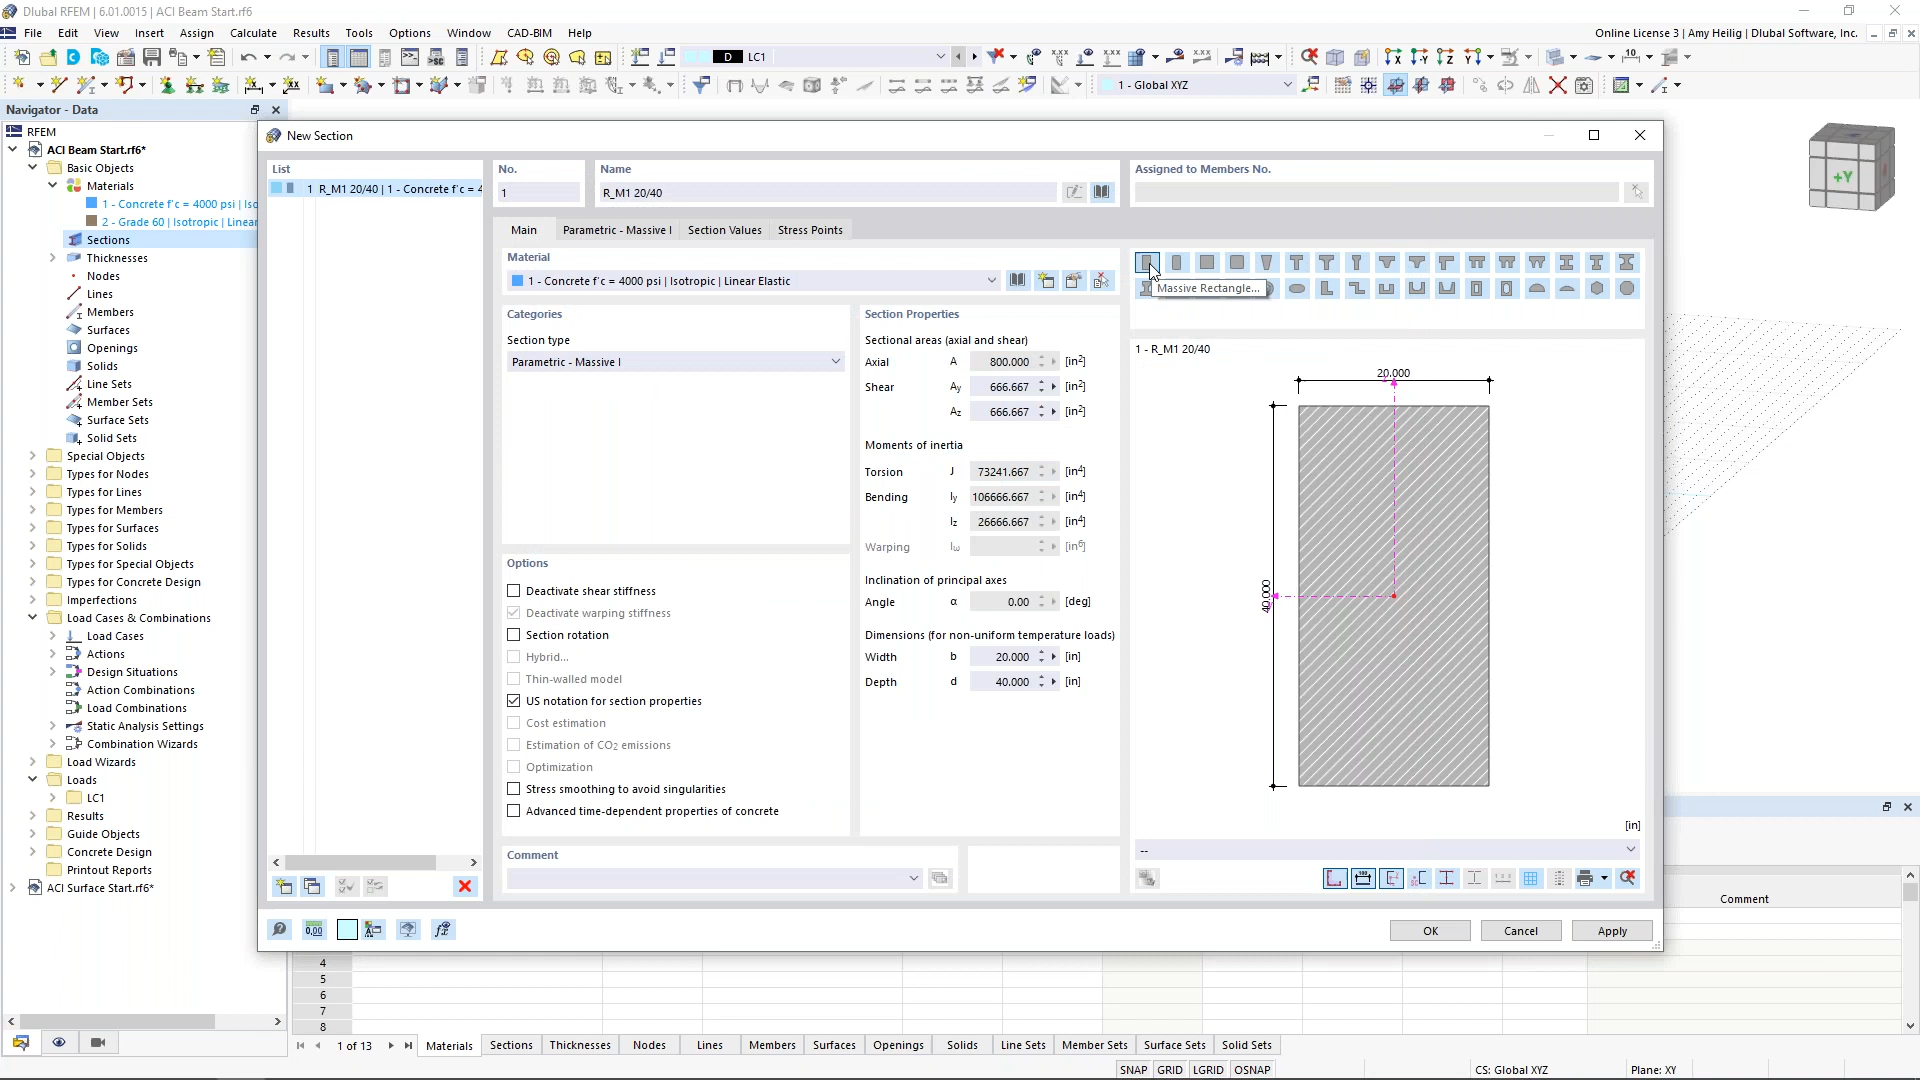 Dlubal RFEM | 6.01.0015 | ACI Beam Start.rf6
File Edit View Insert Assign Calculate Results Tools Options Window CAD-BIM Help
Online License 3 | Amy Heilig | Dlubal Software, Inc.
D LC1
1 - Global XYZ
Navigator - Data
RFEM
ACI Beam Start.rf6*
Basic Objects
Materials
1 - Concrete f'c = 4000 psi | Iso
2 - Grade 60 | Isotropic | Linear
Sections
Thicknesses
Nodes
Lines
Members
Surfaces
Openings
Solids
Line Sets
Member Sets
Surface Sets
Solid Sets
Special Objects
Types for Nodes
Types for Lines
Types for Members
Types for Surfaces
Types for Solids
Types for Special Objects
Types for Concrete Design
Imperfections
Load Cases & Combinations
Load Cases
Actions
Design Situations
Action Combinations
Load Combinations
Static Analysis Settings
Combination Wizards
Load Wizards
Loads
LC1
Results
Guide Objects
Concrete Design
Printout Reports
ACI Surface Start.rf6*
New Section
List
1 R_M1 20/40 | 1 - Concrete f'c = 4
No.
1
Name
R_M1 20/40
Assigned to Members No.
Main Parametric - Massive I Section Values Stress Points
Material
1 - Concrete f'c = 4000 psi | Isotropic | Linear Elastic
Categories
Section type
Parametric - Massive I
Options
Deactivate shear stiffness
Deactivate warping stiffness
Section rotation
Hybrid...
Thin-walled model
US notation for section properties
Cost estimation
Estimation of CO2 emissions
Optimization
Stress smoothing to avoid singularities
Advanced time-dependent properties of concrete
Section Properties
Sectional areas (axial and shear)
Axial A 800.000 [in2]
Shear Ay 666.667 [in2]
Az 666.667 [in2]
Moments of inertia
Torsion J 73241.667 [in4]
Bending Iy 106666.667 [in4]
Iz 26666.667 [in4]
Warping Iω [in6]
Inclination of principal axes
Angle α 0.00 [deg]
Dimensions (for non-uniform temperature loads)
Width b 20.000 [in]
Depth d 40.000 [in]
Comment
Massive Rectangle...
1 - R_M1 20/40
20.000
40.000
[in]
--
OK Cancel Apply
Comment
4
5
6
7
8
1 of 13 Materials Sections Thicknesses Nodes Lines Members Surfaces Openings Solids Line Sets Member Sets Surface Sets Solid Sets
SNAP GRID LGRID OSNAP CS: Global XYZ Plane: XY
+Y